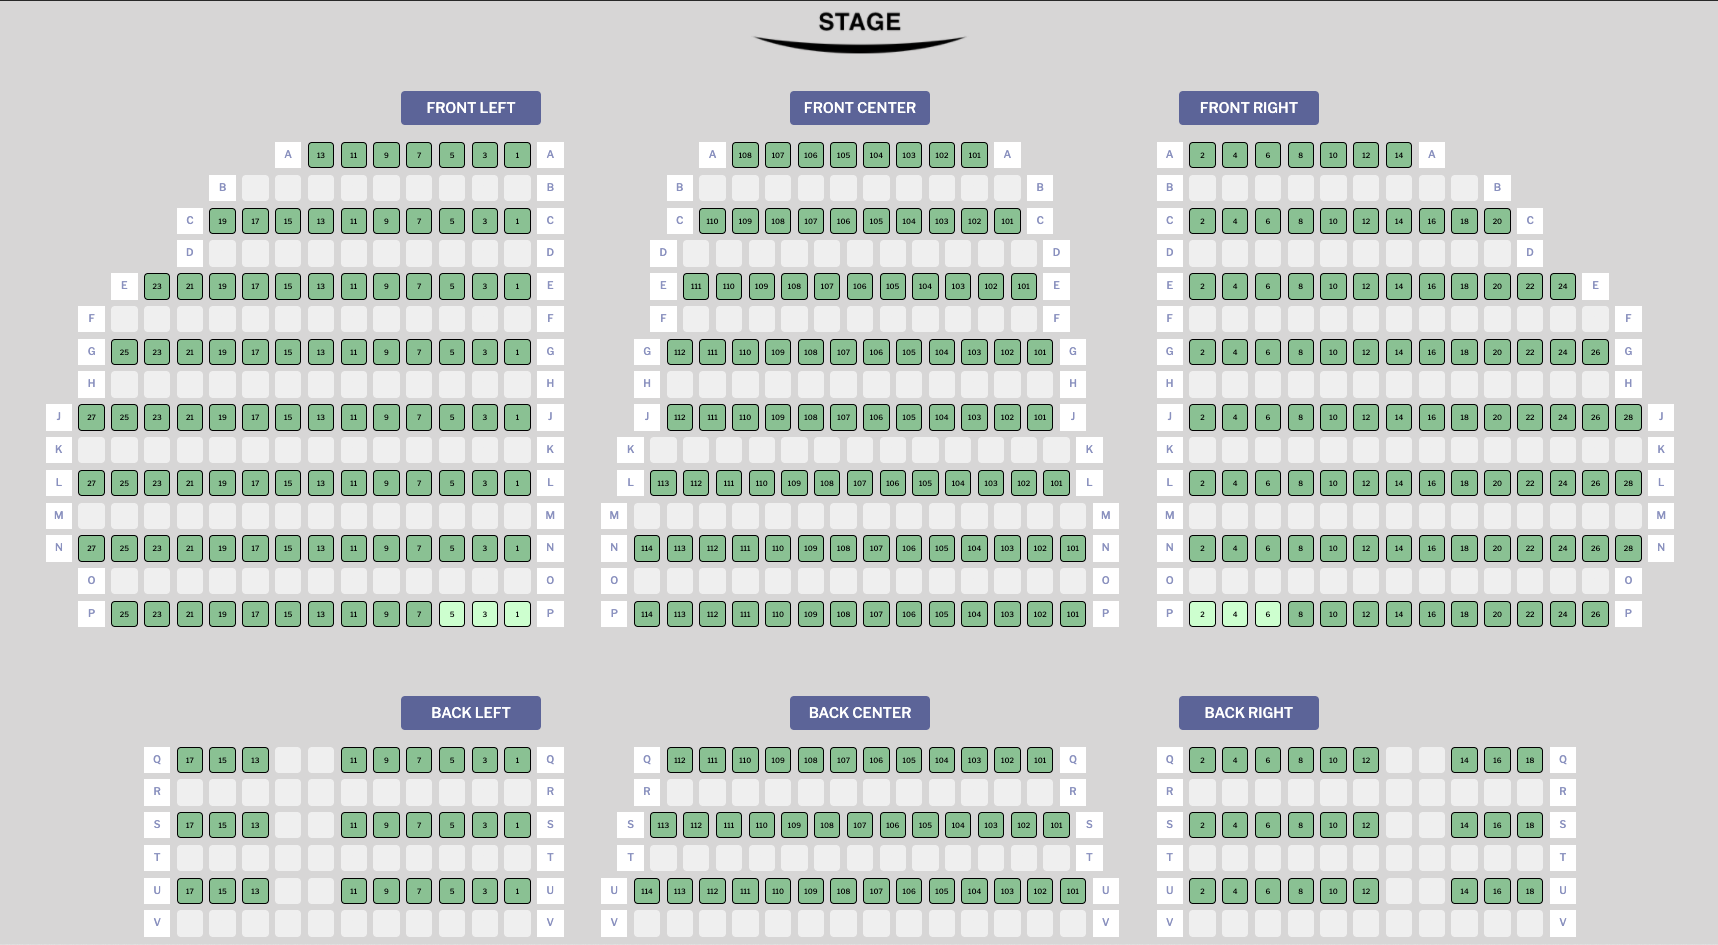 STAGE
FRONT LEFT FRONT CENTER FRONT RIGHT
A 13 11 9 7 5 3 1 A A 108 107 106 105 104 103 102 101 A A 2 4 6 8 10 12 14 A
B B B B B B
C 19 17 15 13 11 9 7 5 3 1 C C 110 109 108 107 106 105 104 103 102 101 C C 2 4 6 8 10 12 14 16 18 20 C
D D D D D D
E 23 21 19 17 15 13 11 9 7 5 3 1 E E 111 110 109 108 107 106 105 104 103 102 101 E E 2 4 6 8 10 12 14 16 18 20 22 24 E
F F F F F F
G 25 23 21 19 17 15 13 11 9 7 5 3 1 G G 112 111 110 109 108 107 106 105 104 103 102 101 G G 2 4 6 8 10 12 14 16 18 20 22 24 26 G
H H H H H H
J 27 25 23 21 19 17 15 13 11 9 7 5 3 1 J J 112 111 110 109 108 107 106 105 104 103 102 101 J J 2 4 6 8 10 12 14 16 18 20 22 24 26 28 J
K K K K K K
L 27 25 23 21 19 17 15 13 11 9 7 5 3 1 L L 113 112 111 110 109 108 107 106 105 104 103 102 101 L L 2 4 6 8 10 12 14 16 18 20 22 24 26 28 L
M M M M M M
N 27 25 23 21 19 17 15 13 11 9 7 5 3 1 N N 114 113 112 111 110 109 108 107 106 105 104 103 102 101 N N 2 4 6 8 10 12 14 16 18 20 22 24 26 28 N
O O O O O O
P 25 23 21 19 17 15 13 11 9 7 5 3 1 P P 114 113 112 111 110 109 108 107 106 105 104 103 102 101 P P 2 4 6 8 10 12 14 16 18 20 22 24 26 P
BACK LEFT BACK CENTER BACK RIGHT
Q 17 15 13 11 9 7 5 3 1 Q Q 112 111 110 109 108 107 106 105 104 103 102 101 Q Q 2 4 6 8 10 12 14 16 18 Q
R R R R R R
S 17 15 13 11 9 7 5 3 1 S S 113 112 111 110 109 108 107 106 105 104 103 102 101 S S 2 4 6 8 10 12 14 16 18 S
T T T T T T
U 17 15 13 11 9 7 5 3 1 U U 114 113 112 111 110 109 108 107 106 105 104 103 102 101 U U 2 4 6 8 10 12 14 16 18 U
V V V V V V